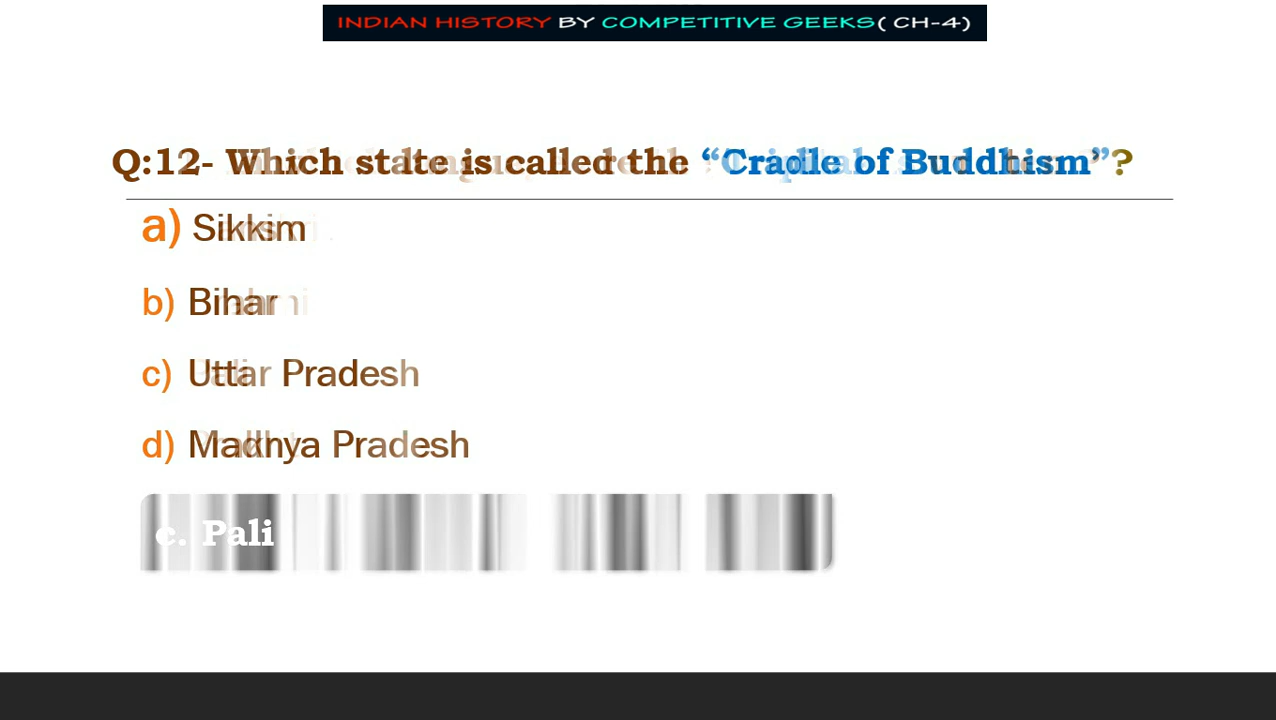 INDIAN HISTORY BY COMPETITIVE GEEKS( CH-4)
Q:12- Which state is called the “Cradle of Buddhism”?
a) Sikkim
b) Bihar
c) Uttar Pradesh
d) Madhya Pradesh
c. Pali